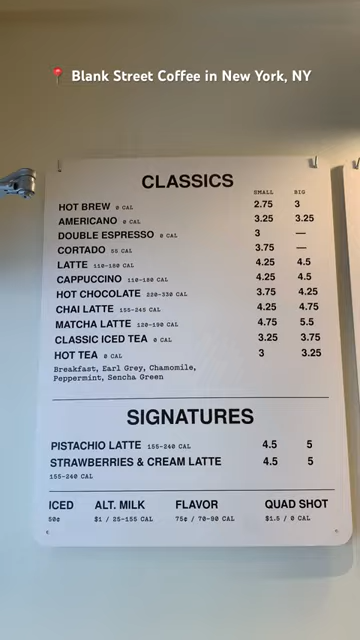 📍 Blank Street Coffee in New York, NY
CLASSICS
SMALL BIG
HOT BREW 0 CAL 2.75 3
AMERICANO 0 CAL 3.25 3.25
DOUBLE ESPRESSO 0 CAL 3 —
CORTADO 55 CAL 3.75 —
LATTE 110-180 CAL 4.25 4.5
CAPPUCCINO 110-180 CAL 4.25 4.5
HOT CHOCOLATE 220-330 CAL 3.75 4.25
CHAI LATTE 155-245 CAL 4.25 4.75
MATCHA LATTE 120-190 CAL 4.75 5.5
CLASSIC ICED TEA 0 CAL 3.25 3.75
HOT TEA 0 CAL 3 3.25
Breakfast, Earl Grey, Chamomile,
Peppermint, Sencha Green
SIGNATURES
PISTACHIO LATTE 155-240 CAL 4.5 5
STRAWBERRIES & CREAM LATTE 4.5 5
155-240 CAL
ICED ALT. MILK FLAVOR QUAD SHOT
50¢ $1 / 25-155 CAL 75¢ / 70-90 CAL $1.5 / 0 CAL